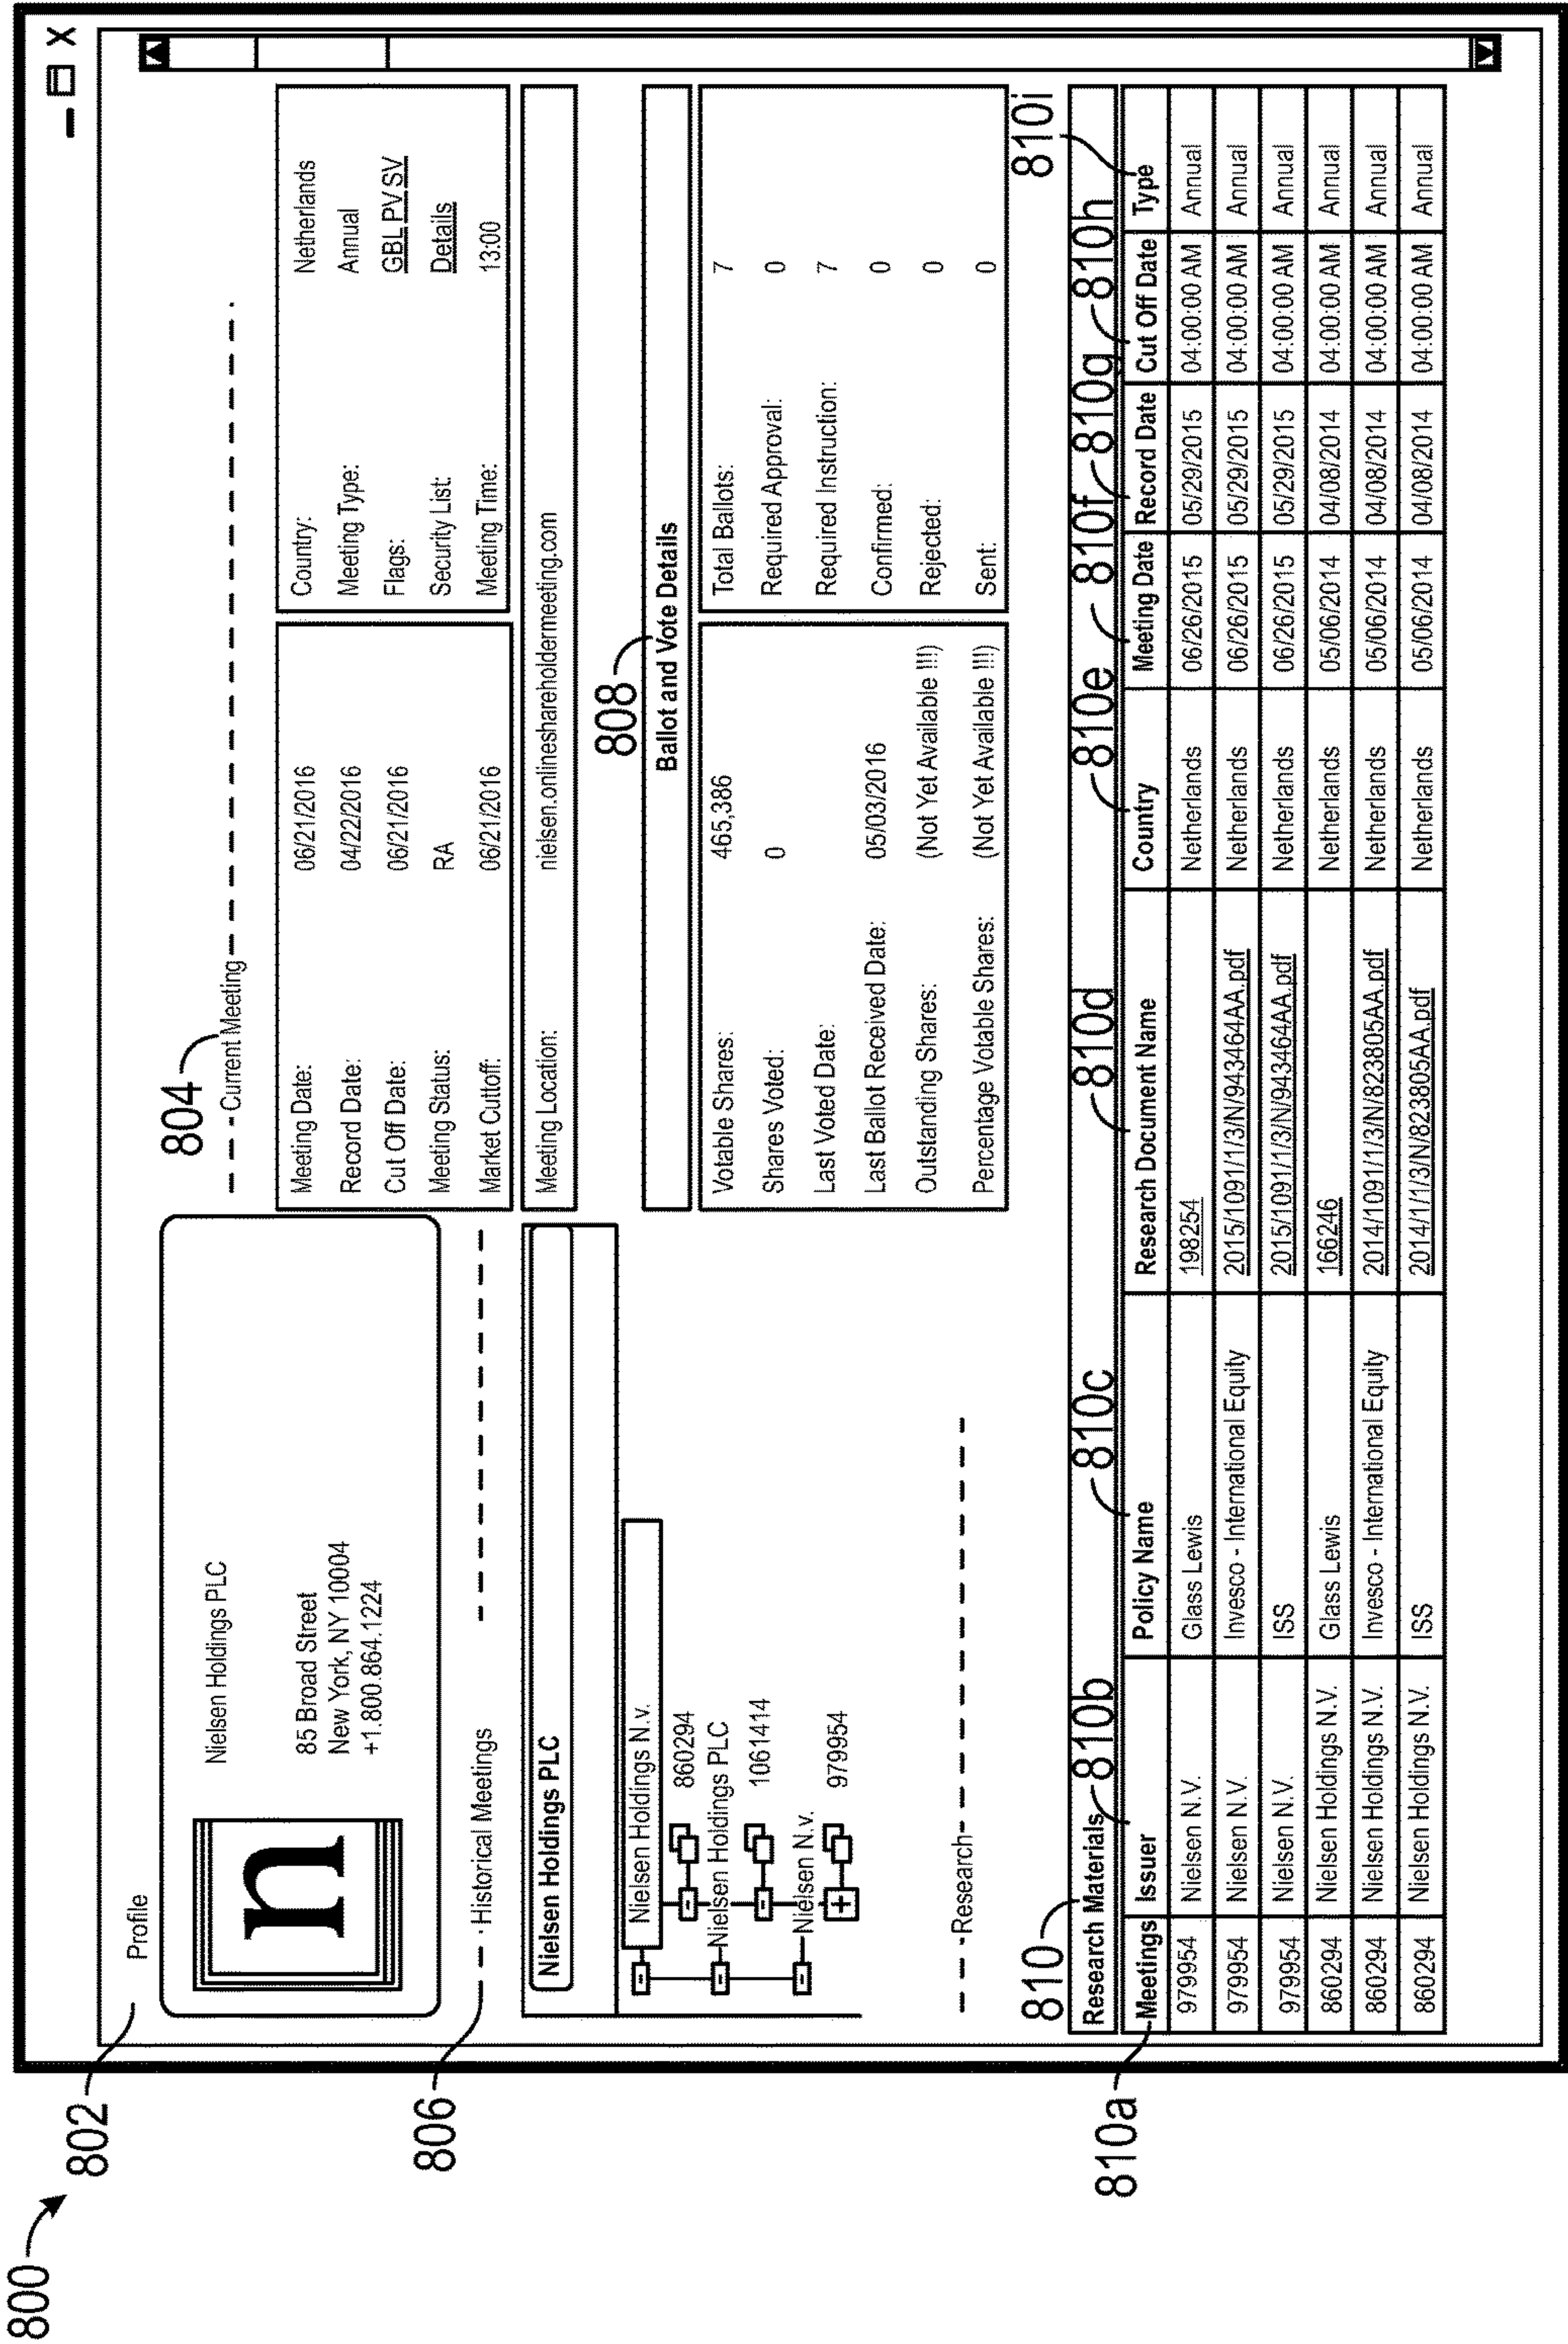 800
802
Profile
n
Nielsen Holdings PLC
85 Broad Street
New York, NY 10004
+1.800.864.1224
804
Current Meeting
Meeting Date: 06/21/2016
Record Date: 04/22/2016
Cut Off Date: 06/21/2016
Meeting Status: RA
Market Cuttoff: 06/21/2016
Country: Netherlands
Meeting Type: Annual
Flags: GBL PV SV
Security List: Details
Meeting Time: 13:00
Meeting Location: nielsen.onlineshareholdermeeting.com
806
Historical Meetings
Nielsen Holdings PLC
Nielsen Holdings N.v.
860294
Nielsen Holdings PLC
1061414
Nielsen N.v.
979954
808
Ballot and Vote Details
Votable Shares: 465,386
Shares Voted: 0
Last Voted Date:
Last Ballot Received Date: 05/03/2016
Outstanding Shares: (Not Yet Available !!!)
Percentage Votable Shares: (Not Yet Available !!!)
Total Ballots: 7
Required Approval: 0
Required Instruction: 7
Confirmed: 0
Rejected: 0
Sent: 0
Research
810
Research Materials
810a 810b 810c 810d 810e 810f 810g 810h 810i
Meetings Issuer Policy Name Research Document Name Country Meeting Date Record Date Cut Off Date Type
979954 Nielsen N.V. Glass Lewis 198254 Netherlands 06/26/2015 05/29/2015 04:00:00 AM Annual
979954 Nielsen N.V. Invesco - International Equity 2015/1091/1/3/N/943464AA.pdf Netherlands 06/26/2015 05/29/2015 04:00:00 AM Annual
979954 Nielsen N.V. ISS 2015/1091/1/3/N/943464AA.pdf Netherlands 06/26/2015 05/29/2015 04:00:00 AM Annual
860294 Nielsen Holdings N.V. Glass Lewis 166246 Netherlands 05/06/2014 04/08/2014 04:00:00 AM Annual
860294 Nielsen Holdings N.V. Invesco - International Equity 2014/1091/1/3/N/823805AA.pdf Netherlands 05/06/2014 04/08/2014 04:00:00 AM Annual
860294 Nielsen Holdings N.V. ISS 2014/1/1/3/N/823805AA.pdf Netherlands 05/06/2014 04/08/2014 04:00:00 AM Annual